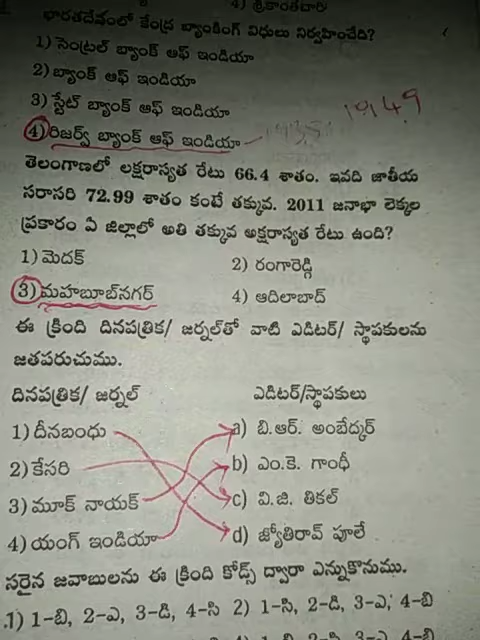 4) శ్రీకాంతచారి
భారతదేశంలో కేంద్ర బ్యాంకింగ్ విధులు నిర్వహించేది?
1) సెంట్రల్ బ్యాంక్ ఆఫ్ ఇండియా
2) బ్యాంక్ ఆఫ్ ఇండియా
3) స్టేట్ బ్యాంక్ ఆఫ్ ఇండియా
1949
4) రిజర్వ్ బ్యాంక్ ఆఫ్ ఇండియా 1935
తెలంగాణలో లక్షరాస్యత రేటు 66.4 శాతం. ఇవది జాతీయ
సరాసరి 72.99 శాతం కంటే తక్కువ. 2011 జనాభా లెక్కల
ప్రకారం ఏ జిల్లాలో అతి తక్కువ అక్షరాస్యత రేటు ఉంది?
1) మెదక్ 2) రంగారెడ్డి
3) మహబూబ్‌నగర్ 4) ఆదిలాబాద్
ఈ క్రింది దినపత్రిక/ జర్నల్‌తో వాటి ఎడిటర్/ స్థాపకులను
జతపరుచుము.
దినపత్రిక/ జర్నల్ ఎడిటర్/స్థాపకులు
1) దీనబంధు a) బి.ఆర్. అంబేద్కర్
2) కేసరి b) ఎం.కె. గాంధీ
3) మూక్ నాయక్ c) వి.జి. తికల్
4) యంగ్ ఇండియా d) జ్యోతిరావ్ పూలే
సరైన జవాబులను ఈ క్రింది కోడ్స్ ద్వారా ఎన్నుకొనుము.
1) 1-బి, 2-ఎ, 3-డి, 4-సి 2) 1-సి, 2-డి, 3-ఎ, 4-బి